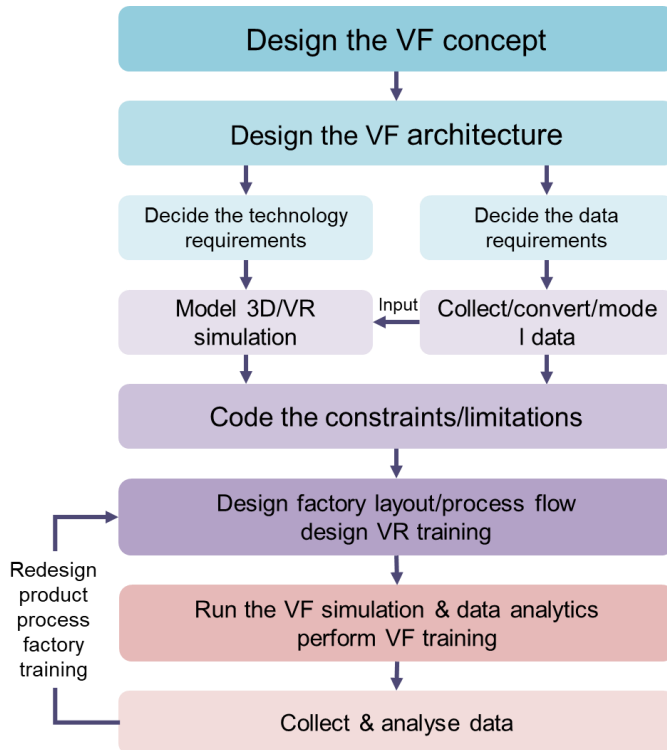 Design the VF concept
Design the VF architecture
Decide the technology
requirements
Decide the data
requirements
Model 3D/VR
simulation
Input
Collect/convert/mode
l data
Code the constraints/limitations
Design factory layout/process flow
design VR training
Redesign
product
process
factory
training
Run the VF simulation & data analytics
perform VF training
Collect & analyse data